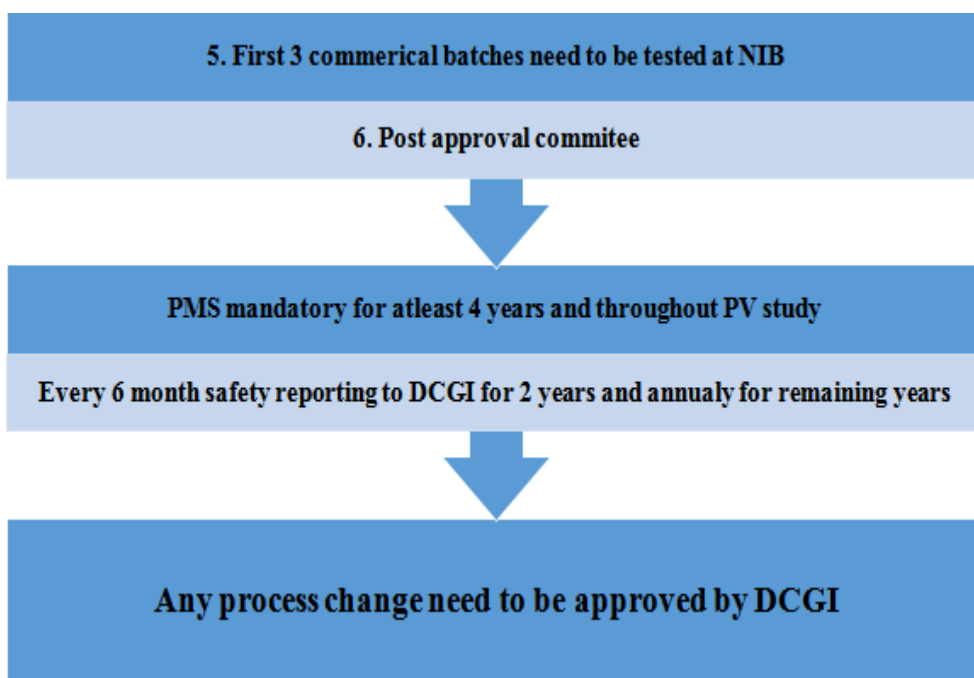 5. First 3 commerical batches need to be tested at NIB
6. Post approval commitee
PMS mandatory for atleast 4 years and throughout PV study
Every 6 month safety reporting to DCGI for 2 years and annualy for remaining years
Any process change need to be approved by DCGI